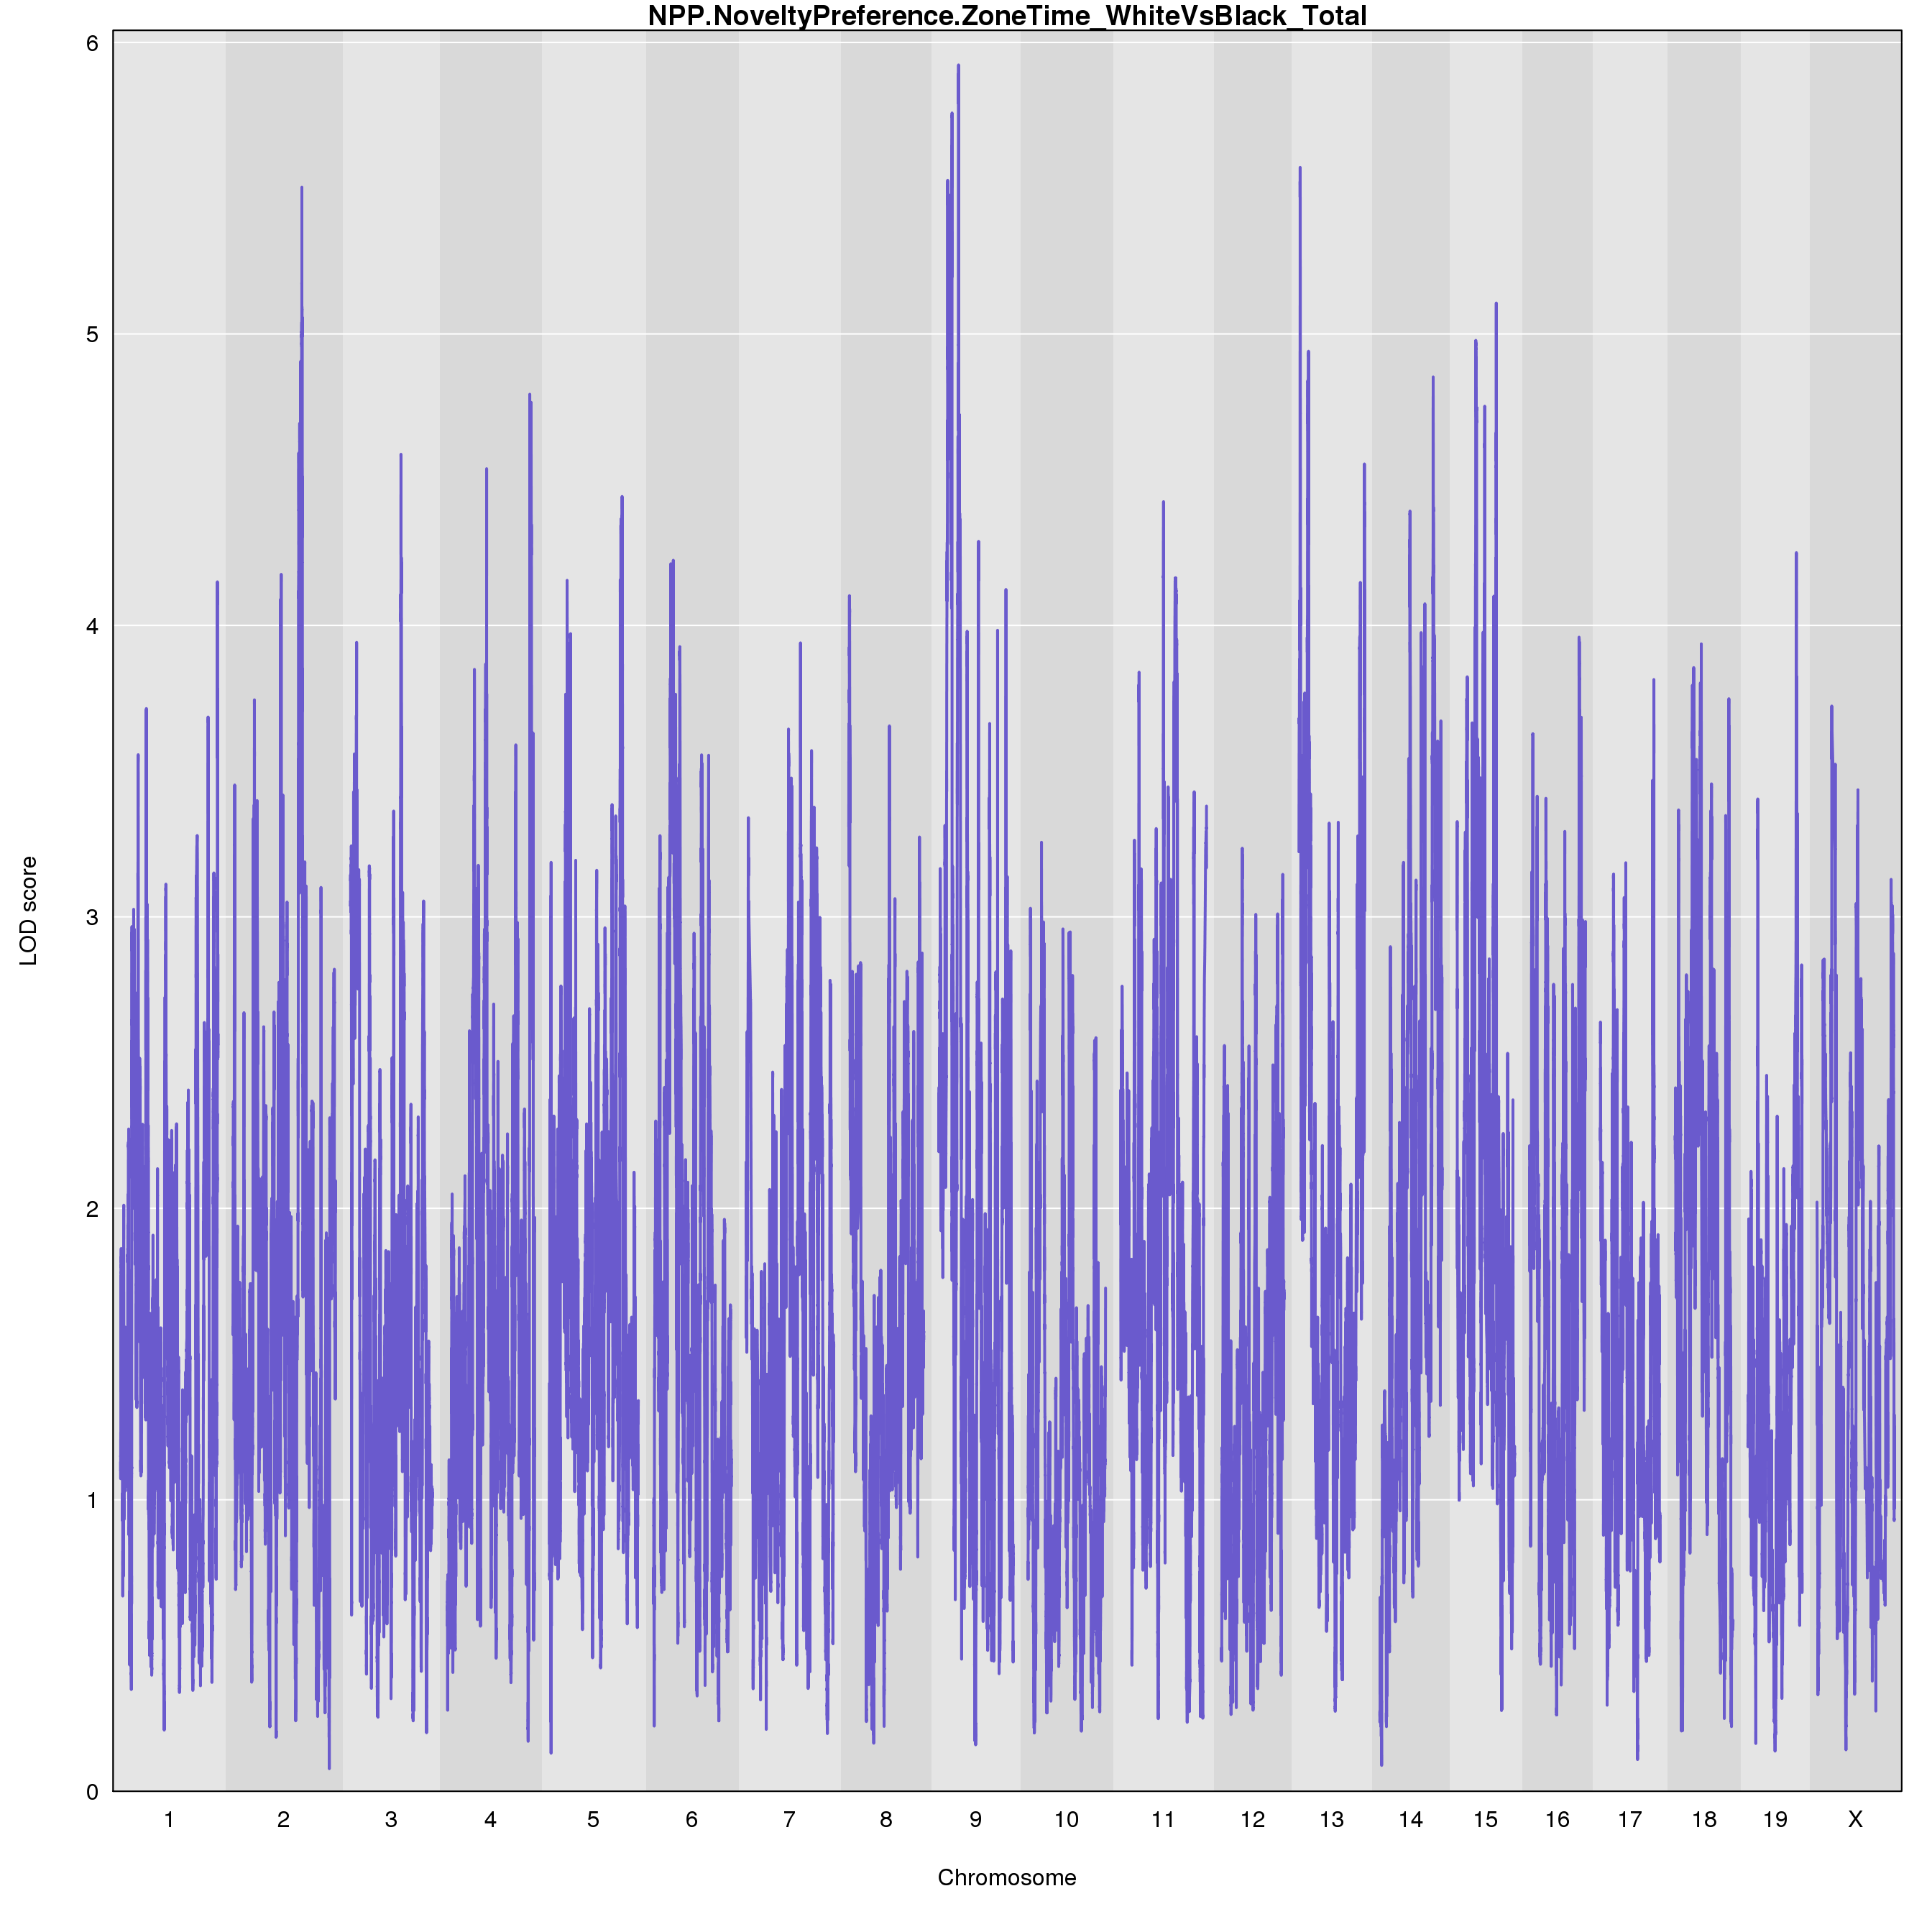 NPP.NoveltyPreference.ZoneTime_WhiteVsBlack_Total
6
5
4
3
2
1
0
LOD score
1 2 3 4 5 6 7 8 9 10 11 12 13 14 15 16 17 18 19 X
Chromosome